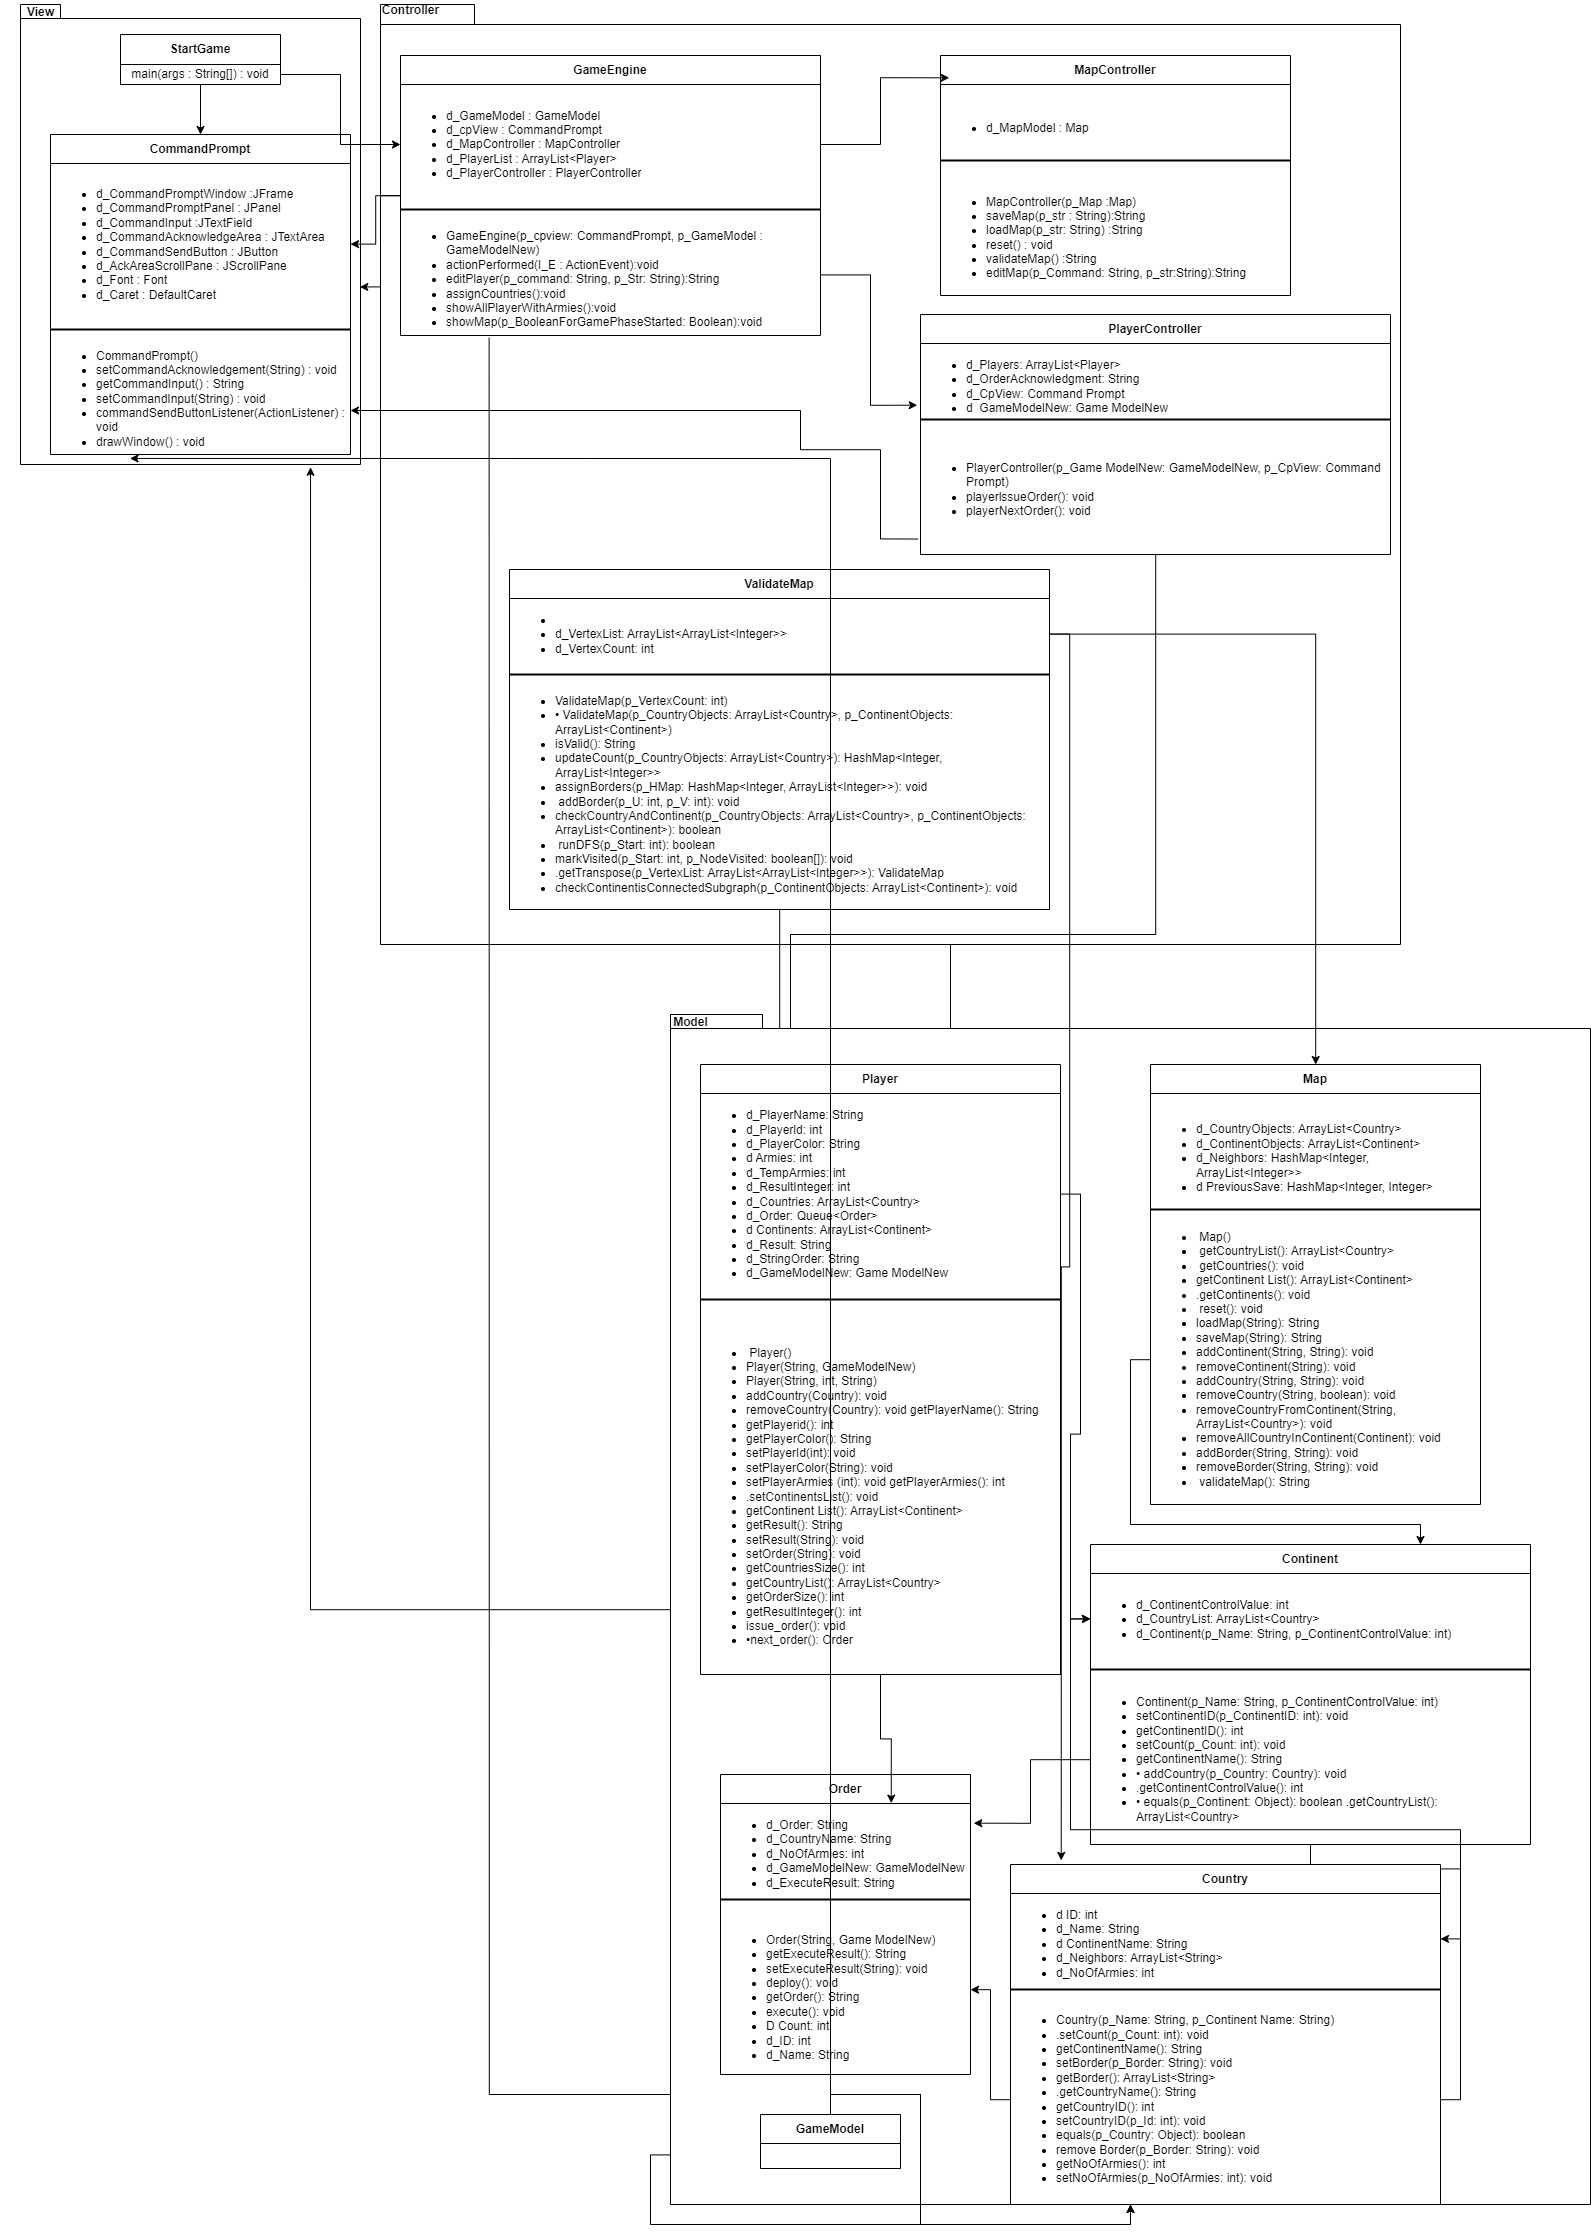 View
StartGame
main(args : String[]) : void
CommandPrompt
d_CommandPromptWindow :JFrame
d_CommandPromptPanel : JPanel
d_CommandInput :JTextField
d_CommandAcknowledgeArea : JTextArea
d_CommandSendButton : JButton
d_AckAreaScrollPane : JScrollPane
d_Font : Font
d_Caret : DefaultCaret
CommandPrompt()
setCommandAcknowledgement(String) : void
getCommandInput() : String
setCommandInput(String) : void
commandSendButtonListener(ActionListener) :
void
drawWindow() : void
Controller
GameEngine
d_GameModel : GameModel
d_cpView : CommandPrompt
d_MapController : MapController
d_PlayerList : ArrayList<Player>
d_PlayerController : PlayerController
GameEngine(p_cpview: CommandPrompt, p_GameModel :
GameModelNew)
actionPerformed(I_E : ActionEvent):void
editPlayer(p_command: String, p_Str: String):String
assignCountries():void
showAllPlayerWithArmies():void
showMap(p_BooleanForGamePhaseStarted: Boolean):void
MapController
d_MapModel : Map
MapController(p_Map :Map)
saveMap(p_str : String):String
loadMap(p_str: String) :String
reset() : void
validateMap() :String
editMap(p_Command: String, p_str:String):String
PlayerController
d_Players: ArrayList<Player>
d_OrderAcknowledgment: String
d_CpView: Command Prompt
d_GameModelNew: Game ModelNew
PlayerController(p_Game ModelNew: GameModelNew, p_CpView: Command
Prompt)
playerIssueOrder(): void
playerNextOrder(): void
ValidateMap
d_VertexList: ArrayList<ArrayList<Integer>>
d_VertexCount: int
ValidateMap(p_VertexCount: int)
• ValidateMap(p_CountryObjects: ArrayList<Country>, p_ContinentObjects:
ArrayList<Continent>)
isValid(): String
updateCount(p_CountryObjects: ArrayList<Country>): HashMap<Integer,
ArrayList<Integer>>
assignBorders(p_HMap: HashMap<Integer, ArrayList<Integer>>): void
addBorder(p_U: int, p_V: int): void
checkCountryAndContinent(p_CountryObjects: ArrayList<Country>, p_ContinentObjects:
ArrayList<Continent>): boolean
runDFS(p_Start: int): boolean
markVisited(p_Start: int, p_NodeVisited: boolean[]): void
.getTranspose(p_VertexList: ArrayList<ArrayList<Integer>>): ValidateMap
checkContinentisConnectedSubgraph(p_ContinentObjects: ArrayList<Continent>): void
Model
Player
d_PlayerName: String
d_PlayerId: int
d_PlayerColor: String
d Armies: int
d_TempArmies: int
d_ResultInteger: int
d_Countries: ArrayList<Country>
d_Order: Queue<Order>
d Continents: ArrayList<Continent>
d_Result: String
d_StringOrder: String
d_GameModelNew: Game ModelNew
Player()
Player(String, GameModelNew)
Player(String, int, String)
addCountry(Country): void
removeCountry(Country): void getPlayerName(): String
getPlayerid(): int
getPlayerColor(): String
setPlayerId(int): void
setPlayerColor(String): void
setPlayerArmies (int): void getPlayerArmies(): int
.setContinentsList(): void
getContinent List(): ArrayList<Continent>
getResult(): String
setResult(String): void
setOrder(String): void
getCountriesSize(): int
getCountryList(): ArrayList<Country>
getOrderSize(): int
getResultInteger(): int
issue_order(): void
•next_order(): Order
Map
d_CountryObjects: ArrayList<Country>
d_ContinentObjects: ArrayList<Continent>
d_Neighbors: HashMap<Integer,
ArrayList<Integer>>
d PreviousSave: HashMap<Integer, Integer>
Map()
getCountryList(): ArrayList<Country>
getCountries(): void
getContinent List(): ArrayList<Continent>
.getContinents(): void
reset(): void
loadMap(String): String
saveMap(String): String
addContinent(String, String): void
removeContinent(String): void
addCountry(String, String): void
removeCountry(String, boolean): void
removeCountryFromContinent(String,
ArrayList<Country>): void
removeAllCountryInContinent(Continent): void
addBorder(String, String): void
removeBorder(String, String): void
validateMap(): String
Continent
d_ContinentControlValue: int
d_CountryList: ArrayList<Country>
d_Continent(p_Name: String, p_ContinentControlValue: int)
Continent(p_Name: String, p_ContinentControlValue: int)
setContinentID(p_ContinentID: int): void
getContinentID(): int
setCount(p_Count: int): void
getContinentName(): String
• addCountry(p_Country: Country): void
.getContinentControlValue(): int
• equals(p_Continent: Object): boolean .getCountryList():
ArrayList<Country>
Order
d_Order: String
d_CountryName: String
d_NoOfArmies: int
d_GameModelNew: GameModelNew
d_ExecuteResult: String
Order(String, Game ModelNew)
getExecuteResult(): String
setExecuteResult(String): void
deploy(): void
getOrder(): String
execute(): void
D Count: int
d_ID: int
d_Name: String
Country
d ID: int
d_Name: String
d ContinentName: String
d_Neighbors: ArrayList<String>
d_NoOfArmies: int
Country(p_Name: String, p_Continent Name: String)
.setCount(p_Count: int): void
getContinentName(): String
setBorder(p_Border: String): void
getBorder(): ArrayList<String>
.getCountryName(): String
getCountryID(): int
setCountryID(p_Id: int): void
equals(p_Country: Object): boolean
remove Border(p_Border: String): void
getNoOfArmies(): int
setNoOfArmies(p_NoOfArmies: int): void
GameModel